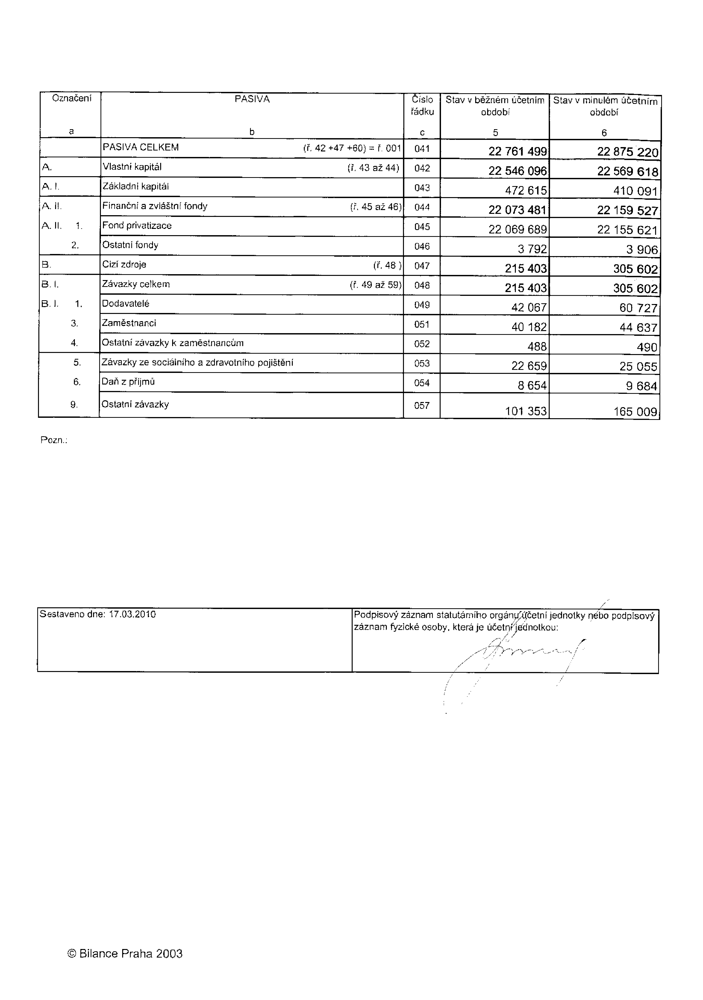 Označení PASIVA Číslo řádku Stav v běžném účetním období Stav v minulém účetním období
a b c 5 6
PASIVA CELKEM (ř. 42 +47 +60) = ř. 001 041 22 761 499 22 875 220
A. Vlastní kapitál (ř. 43 až 44) 042 22 546 096 22 569 618
A. I. Základní kapitál 043 472 615 410 091
A. II. Finanční a zvláštní fondy (ř. 45 až 46) 044 22 073 481 22 159 527
A. II. 1. Fond privatizace 045 22 069 689 22 155 621
2. Ostatní fondy 046 3 792 3 906
B. Cizí zdroje (ř. 48 ) 047 215 403 305 602
B. I. Závazky celkem (ř. 49 až 59) 048 215 403 305 602
B. I. 1. Dodavatelé 049 42 067 60 727
3. Zaměstnanci 051 40 182 44 637
4. Ostatní závazky k zaměstnancům 052 488 490
5. Závazky ze sociálního a zdravotního pojištění 053 22 659 25 055
6. Daň z příjmů 054 8 654 9 684
9. Ostatní závazky 057 101 353 165 009
Pozn.:
Sestaveno dne: 17.03.2010
Podpisový záznam statutárního orgánu účetní jednotky nebo podpisový
záznam fyzické osoby, která je účetní jednotkou:
© Bilance Praha 2003